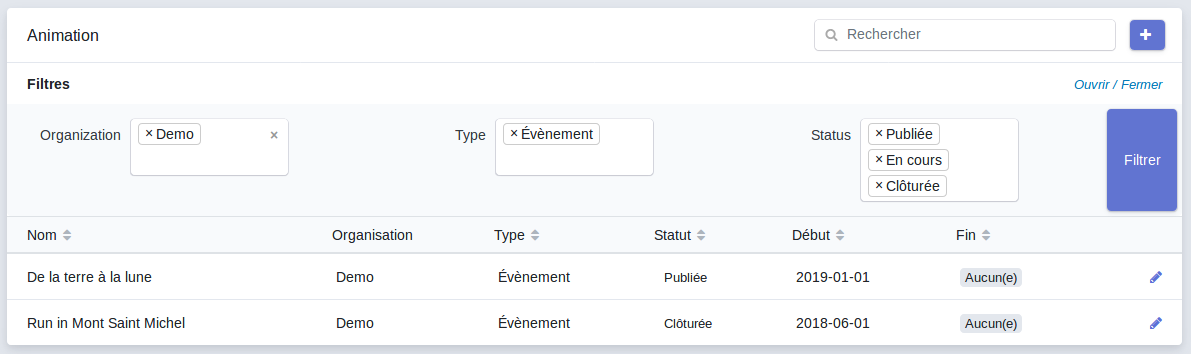 Animation Rechercher
Filtres Ouvrir / Fermer
Organization × Demo × Type × Évènement Status × Publiée
× En cours
× Clôturée
Filtrer
Nom Organisation Type Statut Début Fin
De la terre à la lune Demo Évènement Publiée 2019-01-01 Aucun(e)
Run in Mont Saint Michel Demo Évènement Clôturée 2018-06-01 Aucun(e)